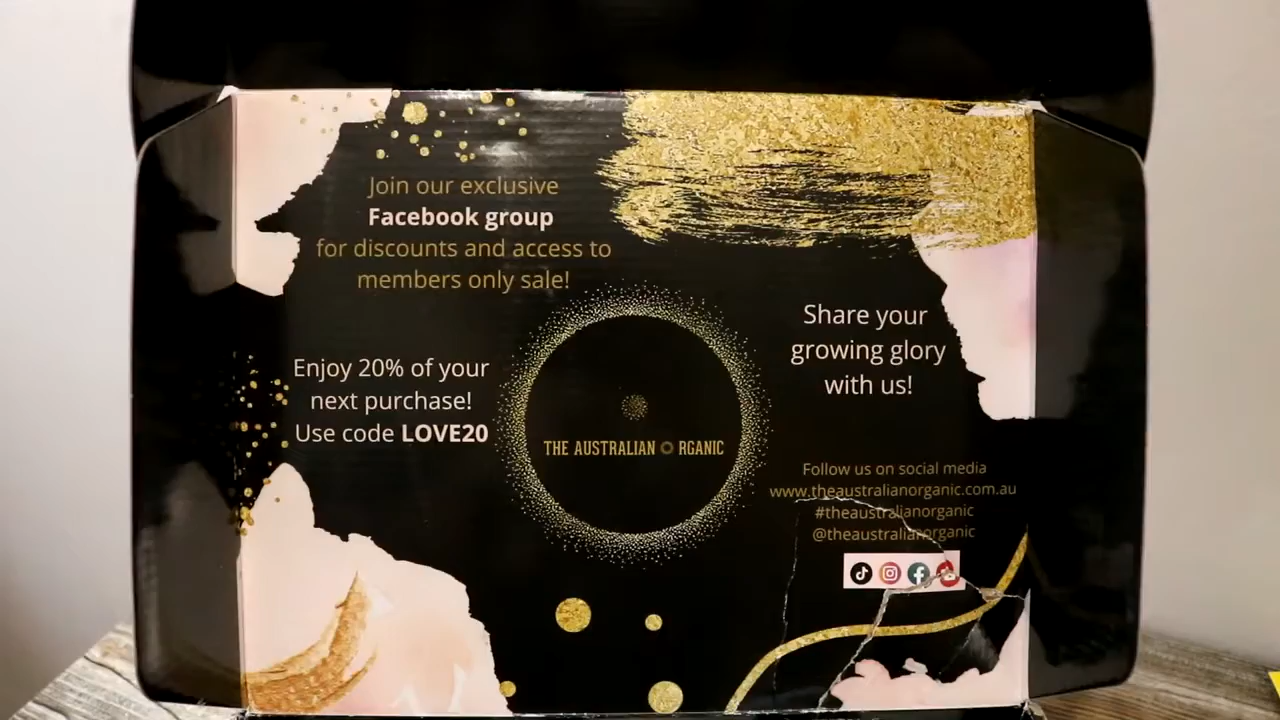 Join our exclusive
Facebook group
for discounts and access to
members only sale!
Enjoy 20% of your
next purchase!
Use code LOVE20
THE AUSTRALIAN RGANIC
Share your
growing glory
with us!
Follow us on social media
www.theaustralianorganic.com.au
#theaustralianorganic
@theaustralianorganic